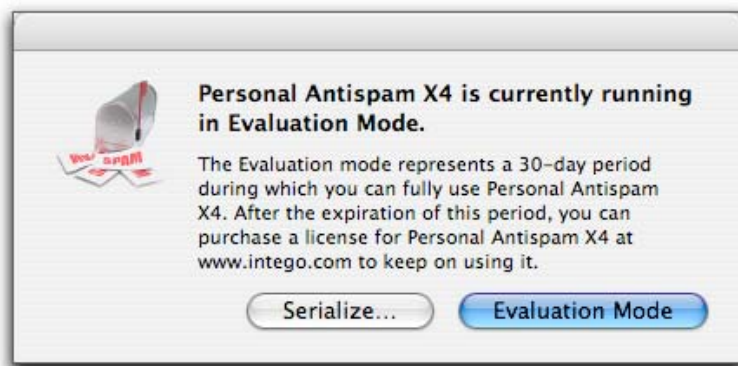 Personal Antispam X4 is currently running
in Evaluation Mode.
The Evaluation mode represents a 30-day period
during which you can fully use Personal Antispam
X4. After the expiration of this period, you can
purchase a license for Personal Antispam X4 at
www.intego.com to keep on using it.
SPAM
Serialize...
Evaluation Mode